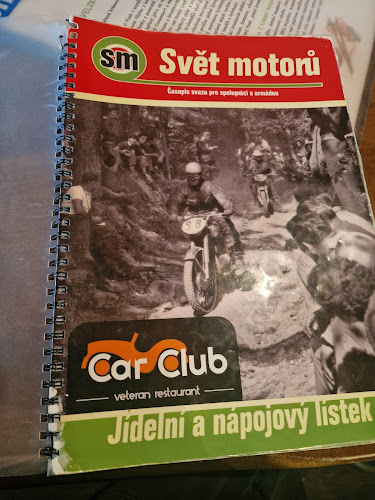 sm
Svět motorů
Časopis svazu pro spolupráci s armádou
Car Club
veteran restaurant
Jídelní a nápojový lístek